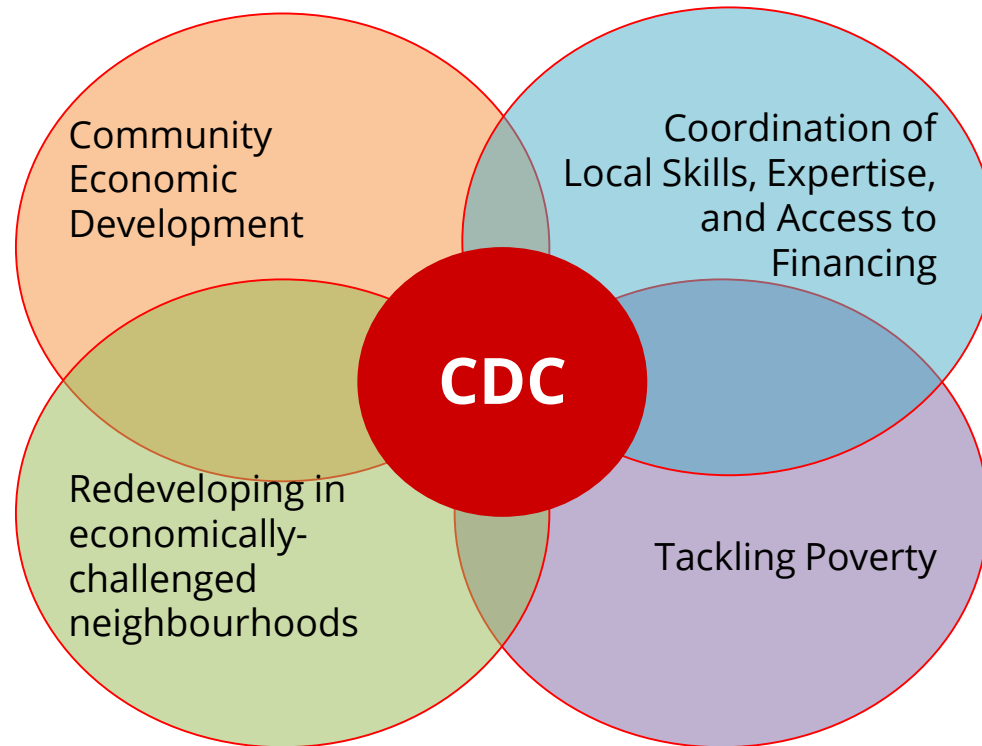 Community
Economic
Development
Coordination of
Local Skills, Expertise,
and Access to
Financing
CDC
Redeveloping in
economically-
challenged
neighbourhoods
Tackling Poverty